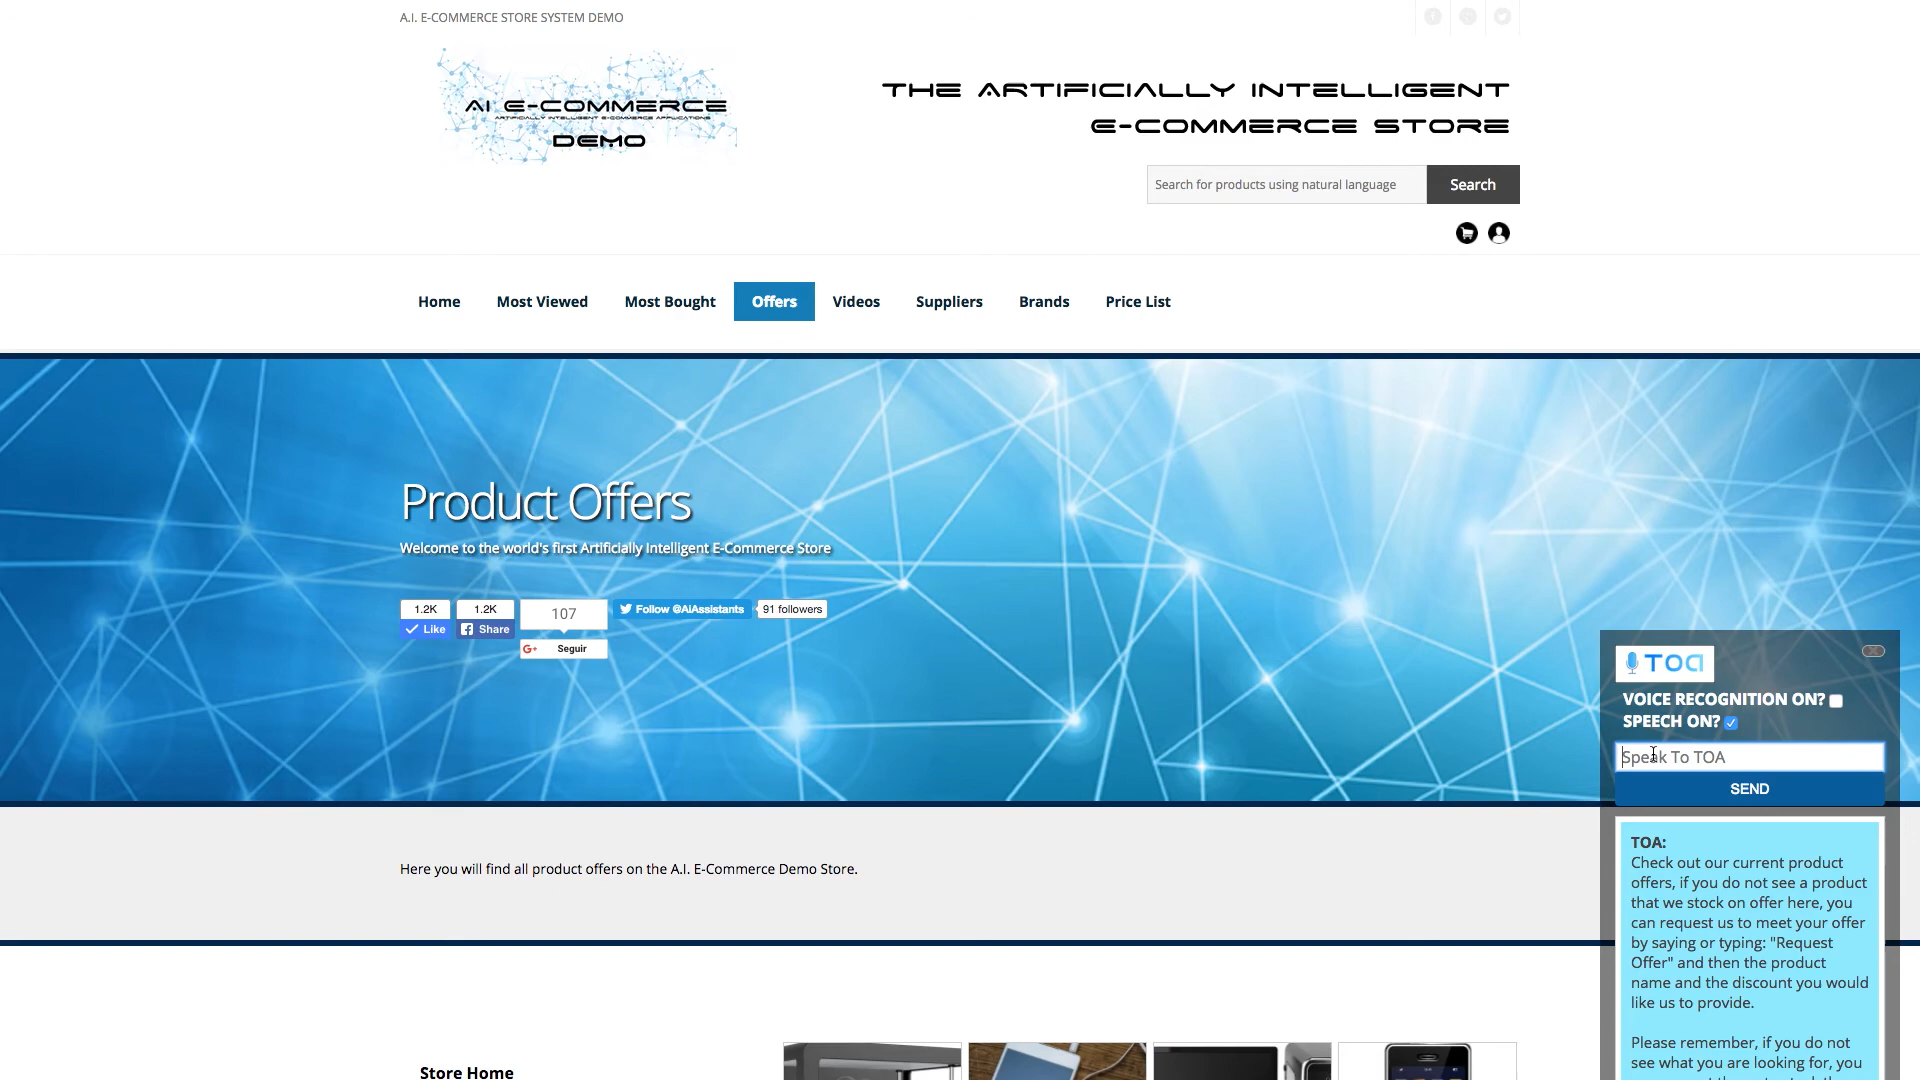 A.I. E-COMMERCE STORE SYSTEM DEMO
AI E-COMMERCE
ARTIFICIALLY INTELLIGENT E-COMMERCE APPLICATIONS
DEMO
THE ARTIFICIALLY INTELLIGENT
E-COMMERCE STORE
Search for products using natural language
Search
Home
Most Viewed
Most Bought
Offers
Videos
Suppliers
Brands
Price List
Product Offers
Welcome to the world's first Artificially Intelligent E-Commerce Store
1.2K
Like
1.2K
Share
107
G+ Seguir
Follow @AiAssistants
91 followers
TOA
VOICE RECOGNITION ON?
SPEECH ON?
Speak To TOA
SEND
TOA:
Check out our current product
offers, if you do not see a product
that we stock on offer here, you
can request us to meet your offer
by saying or typing: "Request
Offer" and then the product
name and the discount you would
like us to provide.
Please remember, if you do not
see what you are looking for, you
Here you will find all product offers on the A.I. E-Commerce Demo Store.
Store Home